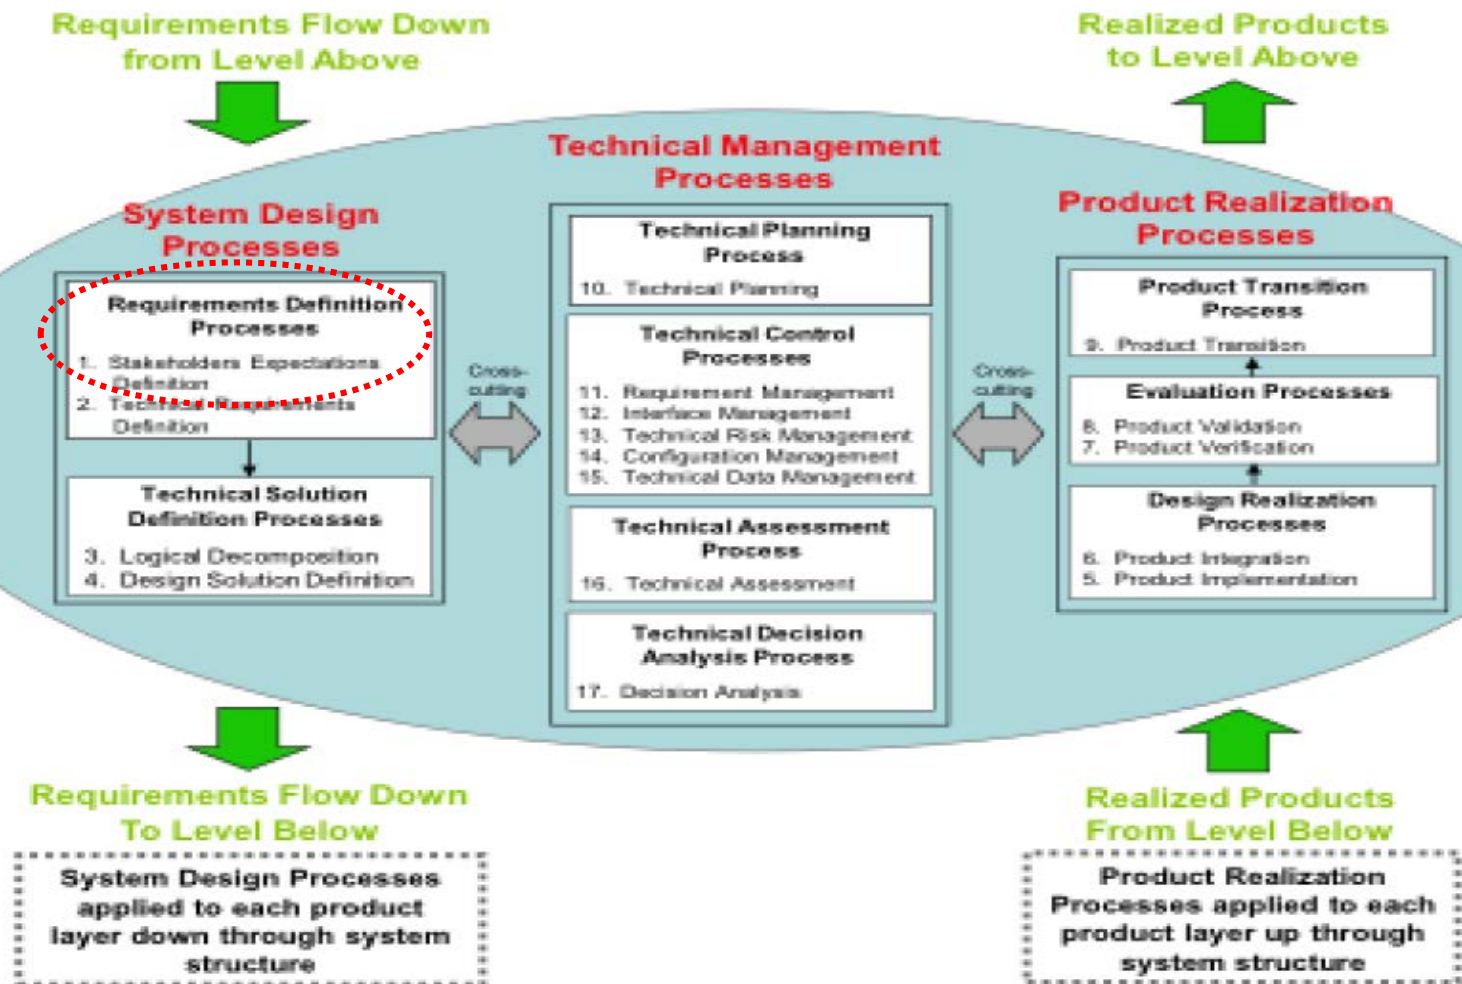 Requirements Flow Down
from Level Above
Realized Products
to Level Above
Technical Management
Processes
System Design
Processes
Product Realization
Processes
Requirements Definition
Processes
1. Stakeholders Expectations
Definition
2. Technical Requirements
Definition
Technical Solution
Definition Processes
3. Logical Decomposition
4. Design Solution Definition
Cross-
cutting
Technical Planning
Process
10. Technical Planning
Technical Control
Processes
11. Requirement Management
12. Interface Management
13. Technical Risk Management
14. Configuration Management
15. Technical Data Management
Technical Assessment
Process
16. Technical Assessment
Technical Decision
Analysis Process
17. Decision Analysis
Cross-
cutting
Product Transition
Process
9. Product Transition
Evaluation Processes
8. Product Validation
7. Product Verification
Design Realization
Processes
6. Product Integration
5. Product Implementation
Requirements Flow Down
To Level Below
System Design Processes
applied to each product
layer down through system
structure
Realized Products
From Level Below
Product Realization
Processes applied to each
product layer up through
system structure